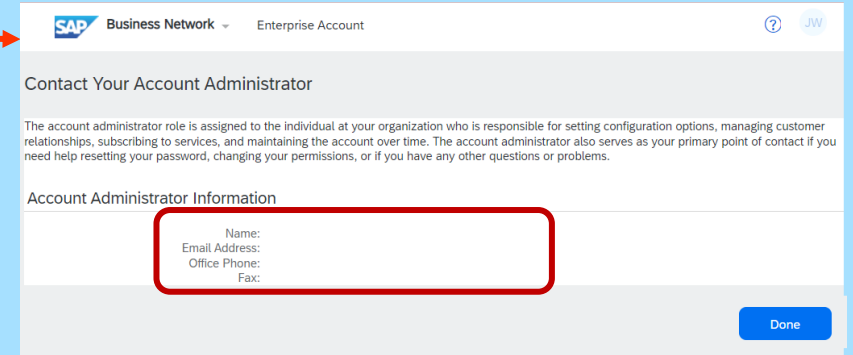 SAP Business Network Enterprise Account ? JW
Contact Your Account Administrator
The account administrator role is assigned to the individual at your organization who is responsible for setting configuration options, managing customer
relationships, subscribing to services, and maintaining the account over time. The account administrator also serves as your primary point of contact if you
need help resetting your password, changing your permissions, or if you have any other questions or problems.
Account Administrator Information
Name:
Email Address:
Office Phone:
Fax:
Done